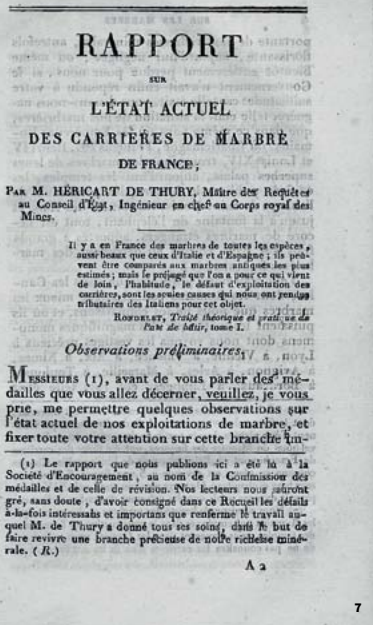 RAPPORT
SUR
L'ÉTAT ACTUEL
DES CARRIÈRES DE MARBRE
DE FRANCE;
PAR M. HÉRICART DE THURY, Maître des Requêtes
au Conseil d'État, Ingénieur en chef au Corps royal des
Mines.
Il y a en France des marbres de toutes les espèces,
aussi beaux que ceux d'Italie et d'Espagne; ils peu-
vent être comparés aux marbres antiques les plus
estimés; mais le préjugé que l'on a pour ce qui vient
de loin, l'habitude, le défaut d'exploitation des
carrières, sont les seules causes qui nous ont rendus
tributaires des Italiens pour cet objet.
RONDELET, Traité théorique et pratique de
l'art de bâtir, tome I.
Observations préliminaires.
MESSIEURS (1), avant de vous parler des mé-
dailles que vous allez décerner, veuillez, je vous
prie, me permettre quelques observations sur
l'état actuel de nos exploitations de marbre, et
fixer toute votre attention sur cette branche im-
(1) Le rapport que nous publions ici a été lu à la
Société d'Encouragement, au nom de la Commission des
médailles et de celle de révision. Nos lecteurs nous sauront
gré, sans doute, d'avoir consigné dans ce Recueil les détails
à-la-fois intéressans et importans que renferme le travail au-
quel M. de Thury a donné tous ses soins, dans le but de
faire revivre une branche précieuse de notre richesse miné-
rale. (R.)
A 2
7